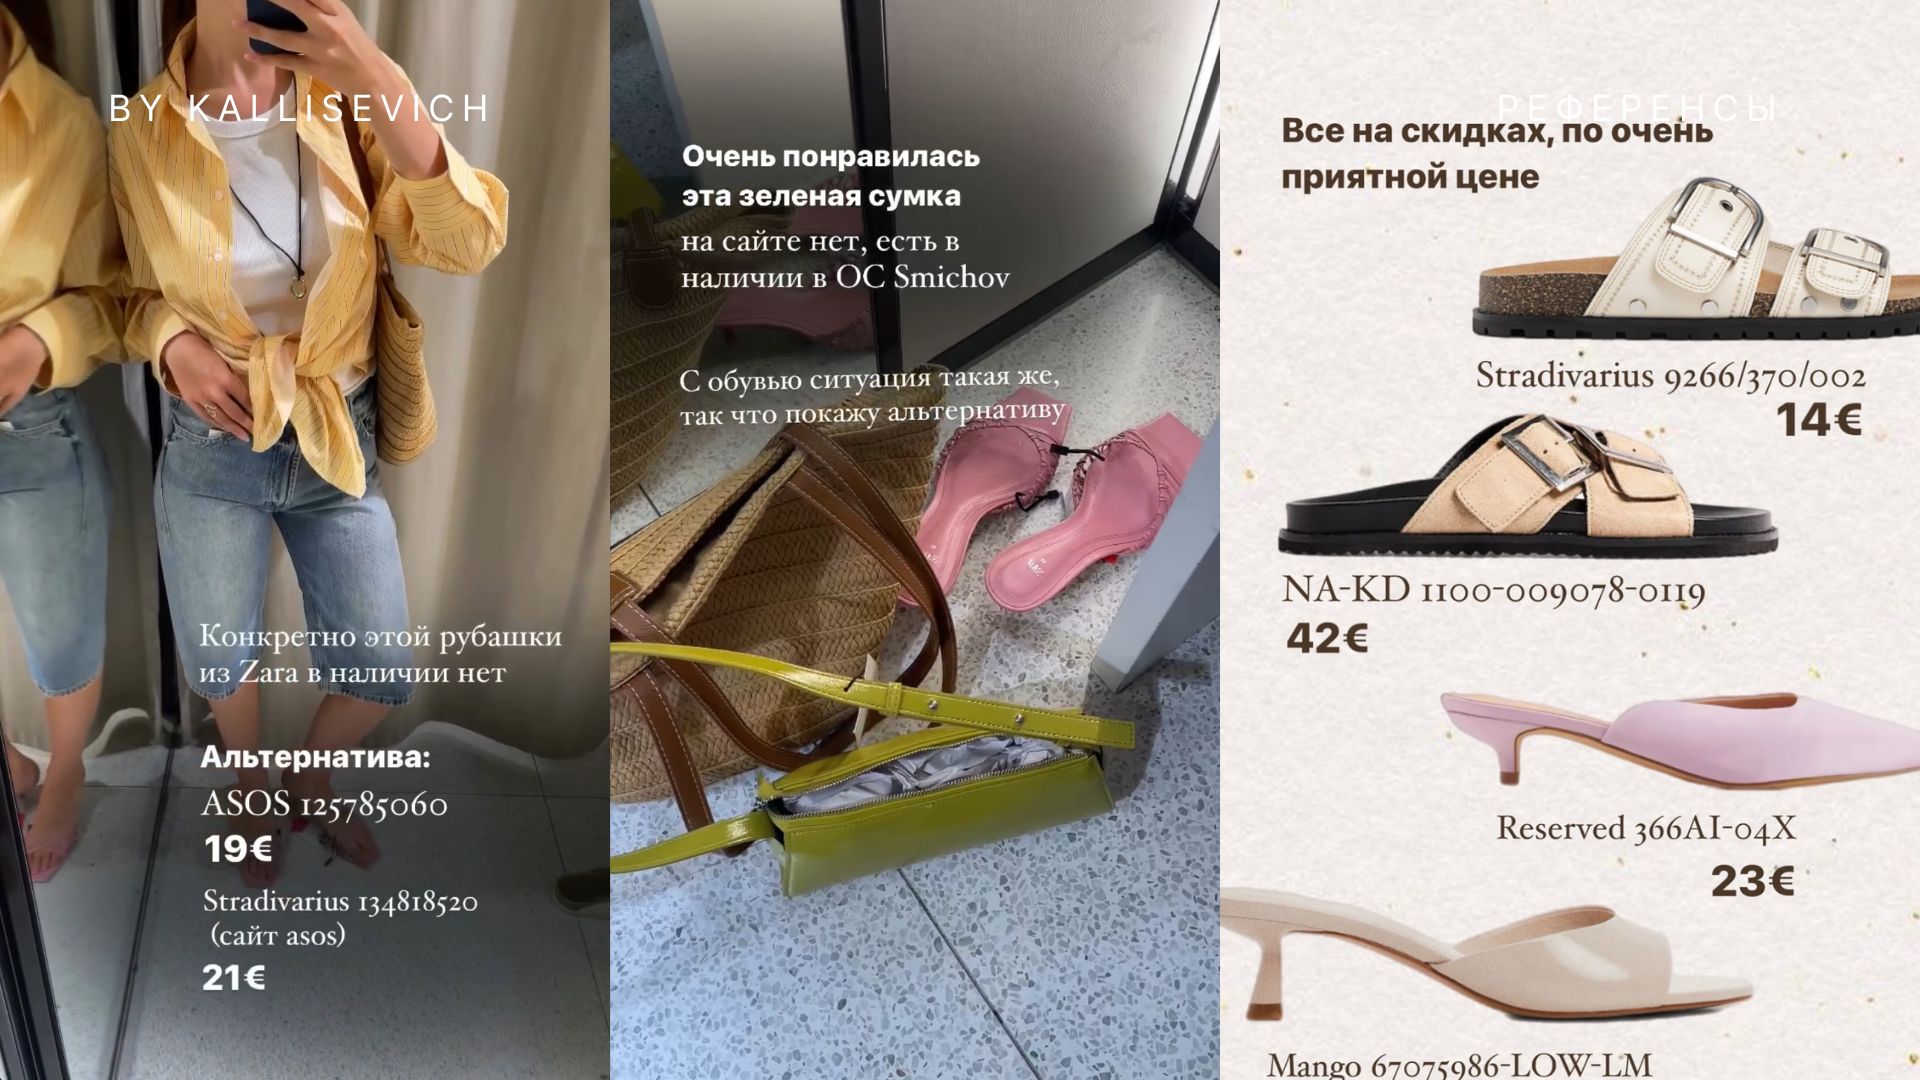 BY KALLISEVICH
Конкретно этой рубашки
из Zara в наличии нет
Альтернатива:
ASOS 125785060
19€
Stradivarius 134818520
(сайт asos)
21€
Очень понравилась
эта зеленая сумка
на сайте нет, есть в
наличии в OC Smichov
С обувью ситуация такая же,
так что покажу альтернативу
РЕФЕРЕНСЫ
Все на скидках, по очень
приятной цене
Stradivarius 9266/370/002
14€
NA-KD 1100-009078-0119
42€
Reserved 366AI-04X
23€
Mango 67075986-LOW-LM